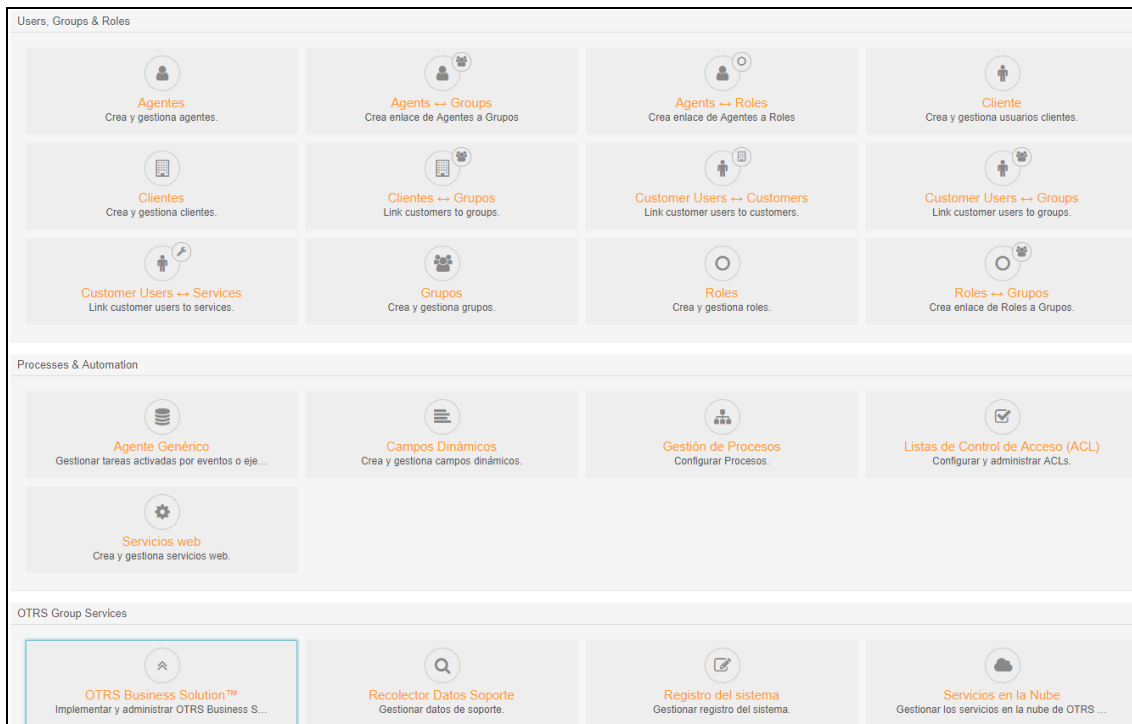 Users, Groups & Roles
Agentes
Crea y gestiona agentes.
Agents ↔ Groups
Crea enlace de Agentes a Grupos
Agents ↔ Roles
Crea enlace de Agentes a Roles
Cliente
Crea y gestiona usuarios clientes.
Clientes
Crea y gestiona clientes.
Clientes ↔ Grupos
Link customers to groups.
Customer Users ↔ Customers
Link customer users to customers.
Customer Users ↔ Groups
Link customer users to groups.
Customer Users ↔ Services
Link customer users to services.
Grupos
Crea y gestiona grupos.
Roles
Crea y gestiona roles.
Roles ↔ Grupos
Crea enlace de Roles a Grupos.
Processes & Automation
Agente Genérico
Gestionar tareas activadas por eventos o eje...
Campos Dinámicos
Crea y gestiona campos dinámicos.
Gestión de Procesos
Configurar Procesos.
Listas de Control de Acceso (ACL)
Configurar y administrar ACLs.
Servicios web
Crea y gestiona servicios web.
OTRS Group Services
OTRS Business Solution™
Implementar y administrar OTRS Business S...
Recolector Datos Soporte
Gestionar datos de soporte.
Registro del sistema
Gestionar registro del sistema.
Servicios en la Nube
Gestionar los servicios en la nube de OTRS ...